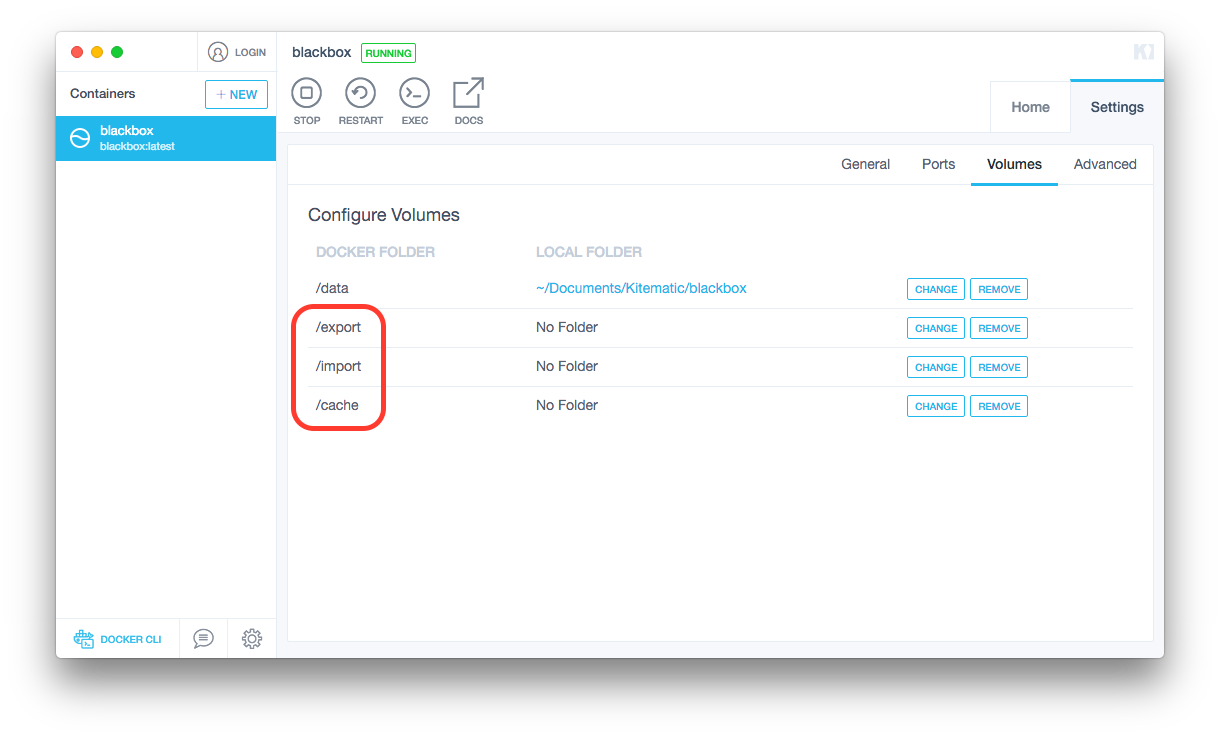 LOGIN
blackbox RUNNING
Containers
+ NEW
blackbox
blackbox:latest
STOP
RESTART
EXEC
DOCS
Home
Settings
General
Ports
Volumes
Advanced
Configure Volumes
DOCKER FOLDER LOCAL FOLDER
/data ~/Documents/Kitematic/blackbox CHANGE REMOVE
/export No Folder CHANGE REMOVE
/import No Folder CHANGE REMOVE
/cache No Folder CHANGE REMOVE
DOCKER CLI